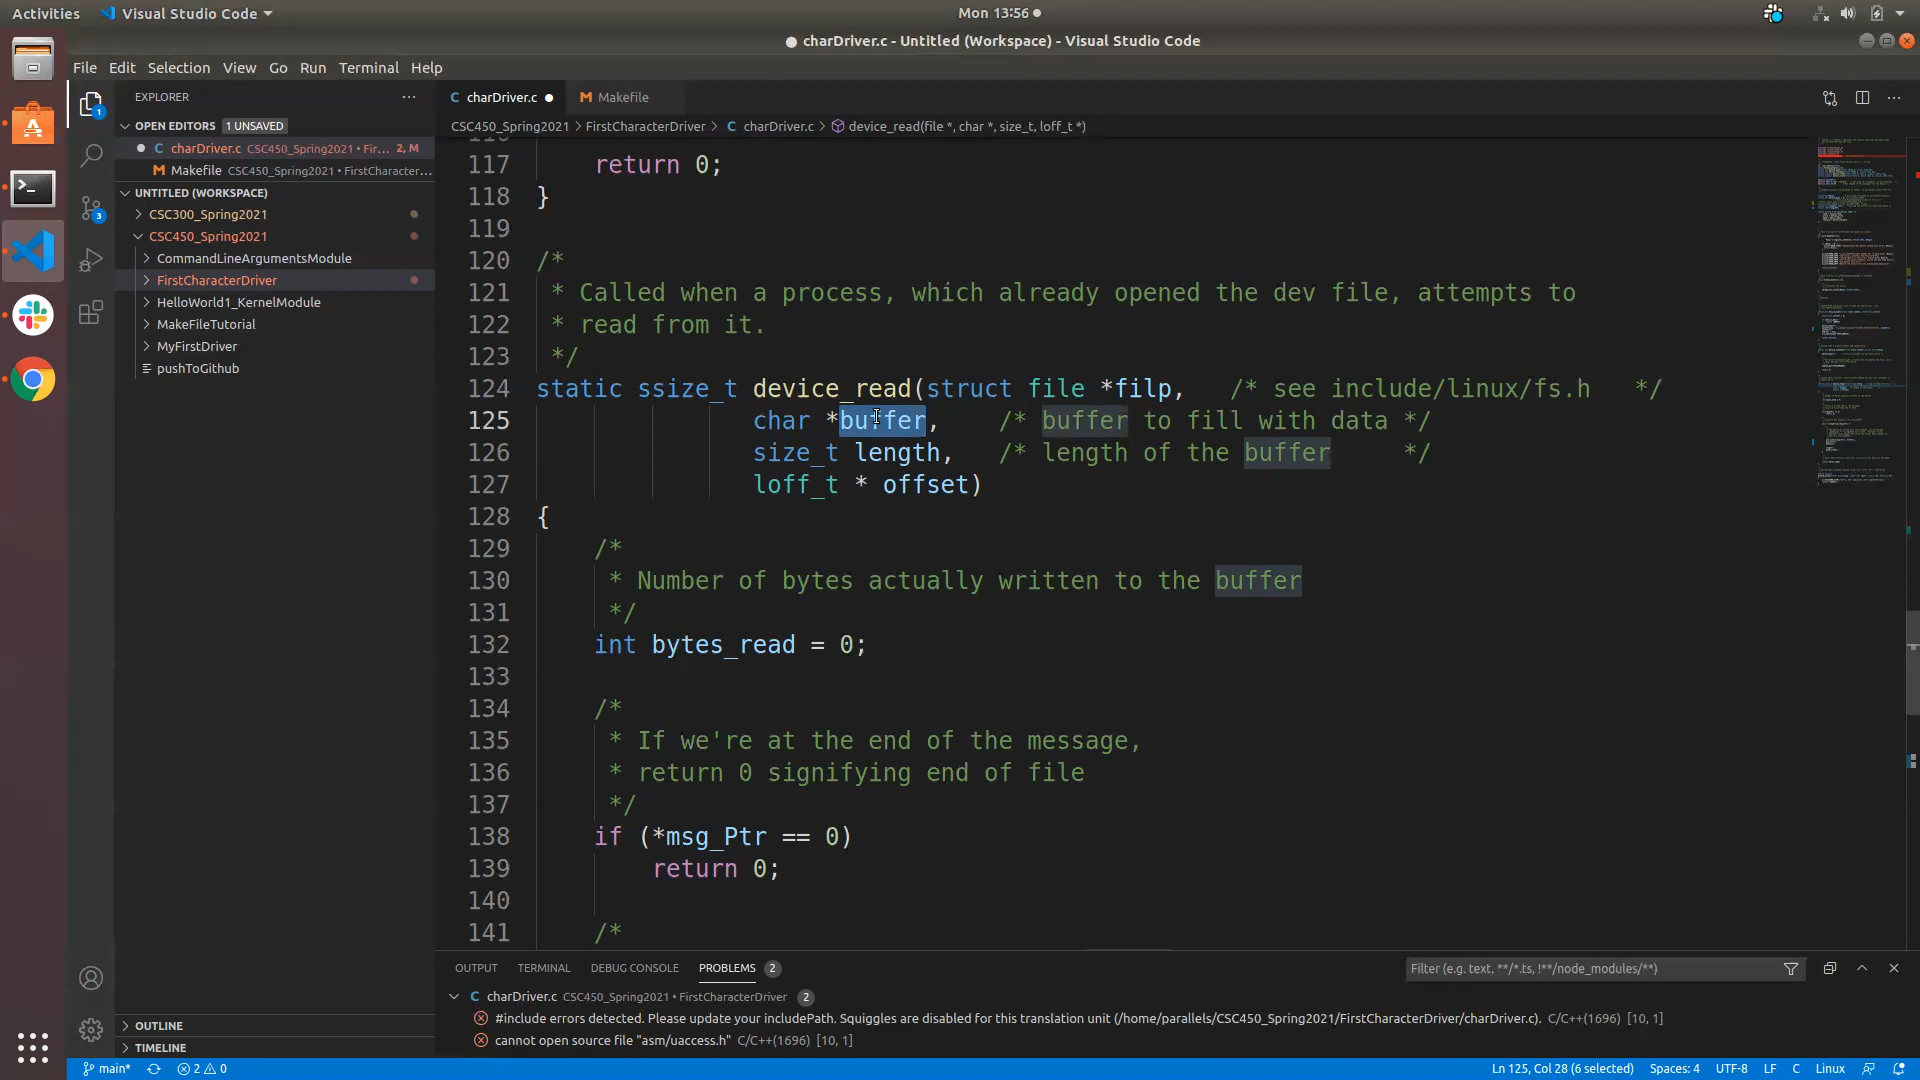 Activities Visual Studio Code Mon 13:56
charDriver.c - Untitled (Workspace) - Visual Studio Code
File Edit Selection View Go Run Terminal Help
EXPLORER
OPEN EDITORS 1 UNSAVED
charDriver.c CSC450_Spring2021 • Fir... 2, M
Makefile CSC450_Spring2021 • FirstCharacter...
UNTITLED (WORKSPACE)
CSC300_Spring2021
CSC450_Spring2021
CommandLineArgumentsModule
FirstCharacterDriver
HelloWorld1_KernelModule
MakeFileTutorial
MyFirstDriver
pushToGithub
OUTLINE
TIMELINE
charDriver.c Makefile
CSC450_Spring2021 > FirstCharacterDriver > charDriver.c > device_read(file *, char *, size_t, loff_t *)
117 return 0;
118 }
119
120 /*
121 * Called when a process, which already opened the dev file, attempts to
122 * read from it.
123 */
124 static ssize_t device_read(struct file *filp, /* see include/linux/fs.h */
125 char *buffer, /* buffer to fill with data */
126 size_t length, /* length of the buffer */
127 loff_t * offset)
128 {
129 /*
130 * Number of bytes actually written to the buffer
131 */
132 int bytes_read = 0;
133
134 /*
135 * If we're at the end of the message,
136 * return 0 signifying end of file
137 */
138 if (*msg_Ptr == 0)
139 return 0;
140
141 /*
OUTPUT TERMINAL DEBUG CONSOLE PROBLEMS 2 Filter (e.g. text, **/*.ts, !**/node_modules/**)
charDriver.c CSC450_Spring2021 • FirstCharacterDriver 2
#include errors detected. Please update your includePath. Squiggles are disabled for this translation unit (/home/parallels/CSC450_Spring2021/FirstCharacterDriver/charDriver.c). C/C++(1696) [10, 1]
cannot open source file "asm/uaccess.h" C/C++(1696) [10, 1]
main* 2 0 Ln 125, Col 28 (6 selected) Spaces: 4 UTF-8 LF C Linux